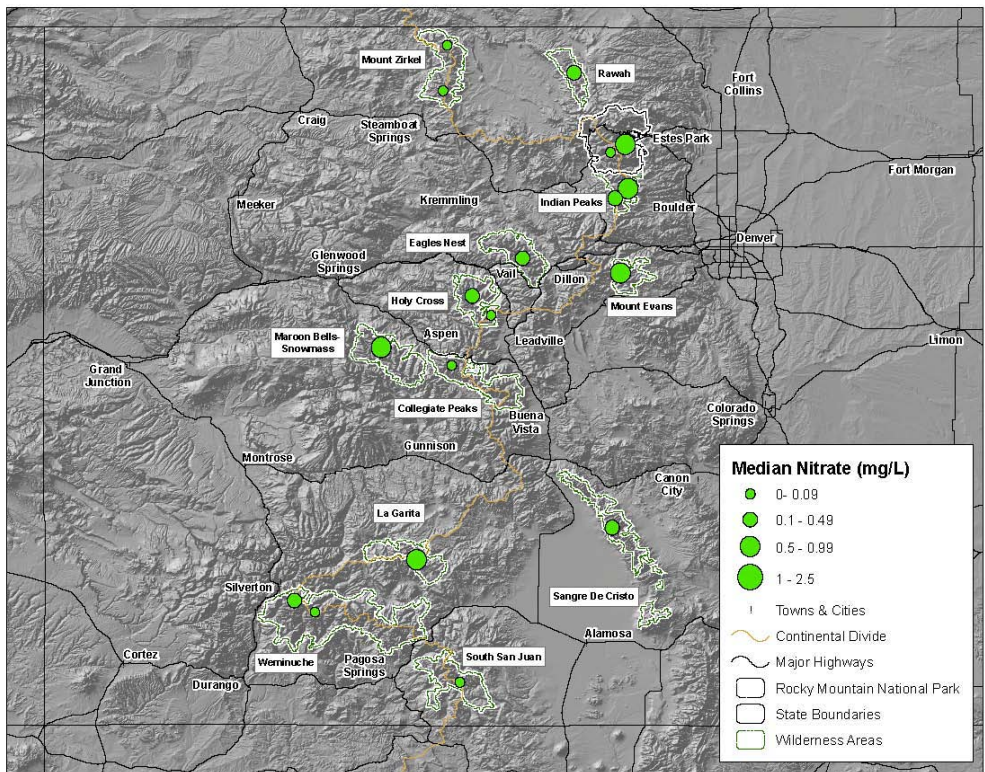 Mount Zirkel
Rawah
Fort
Collins
Craig
Steamboat
Springs
Estes Park
Fort Morgan
Meeker
Kremmling
Indian Peaks
Boulder
Eagles Nest
Denver
Glenwood
Springs
Vail
Dillon
Holy Cross
Mount Evans
Aspen
Leadville
Maroon Bells-
Snowmass
Limon
Grand
Junction
Collegiate Peaks
Buena
Vista
Colorado
Springs
Gunnison
Montrose
Canon
City
La Garita
Silverton
Sangre De Cristo
Alamosa
Cortez
Weminuche
Pagosa
Springs
South San Juan
Durango
Median Nitrate (mg/L)
0- 0.09
0.1 - 0.49
0.5 - 0.99
1 - 2.5
Towns & Cities
Continental Divide
Major Highways
Rocky Mountain National Park
State Boundaries
Wilderness Areas